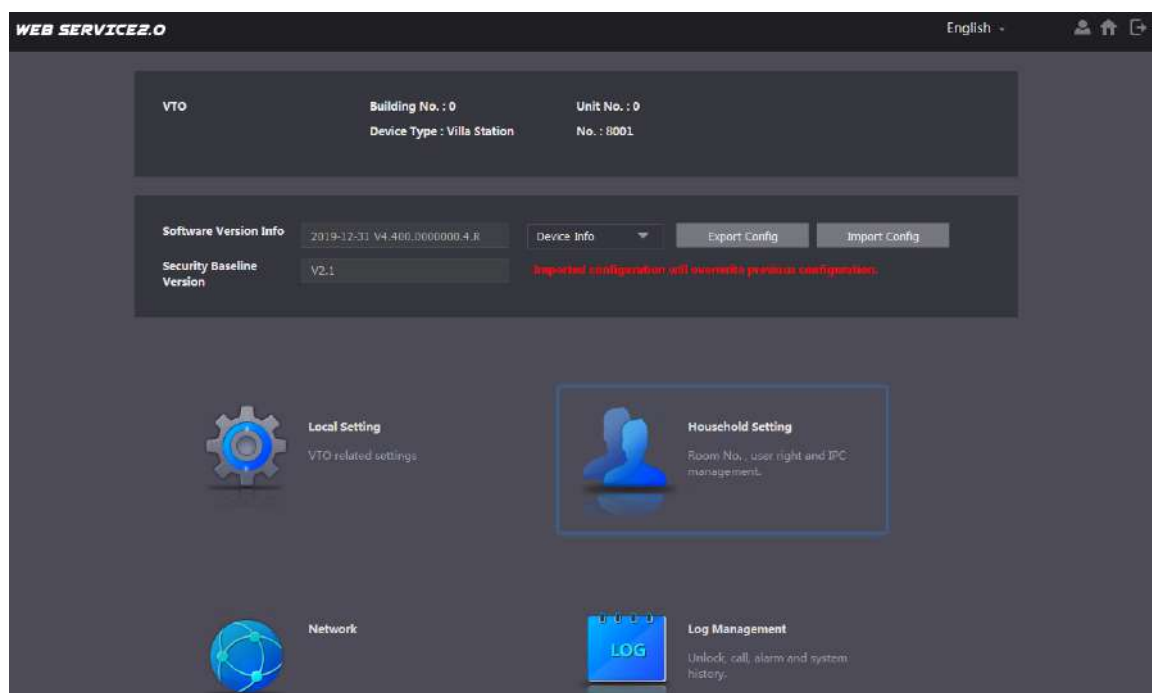 WEB SERVICE2.0
English
VTO
Building No. : 0
Unit No. : 0
Device Type : Villa Station
No. : 8001
Software Version Info
2019-12-31 V4.400.0000000.4.R
Device Info
Export Config
Import Config
Security Baseline
Version
V2.1
Imported configuration will overwrite previous configuration.
Local Setting
VTO related settings
Household Setting
Room No. , user right and IPC
management.
Network
LOG
Log Management
Unlock, call, alarm and system
history.